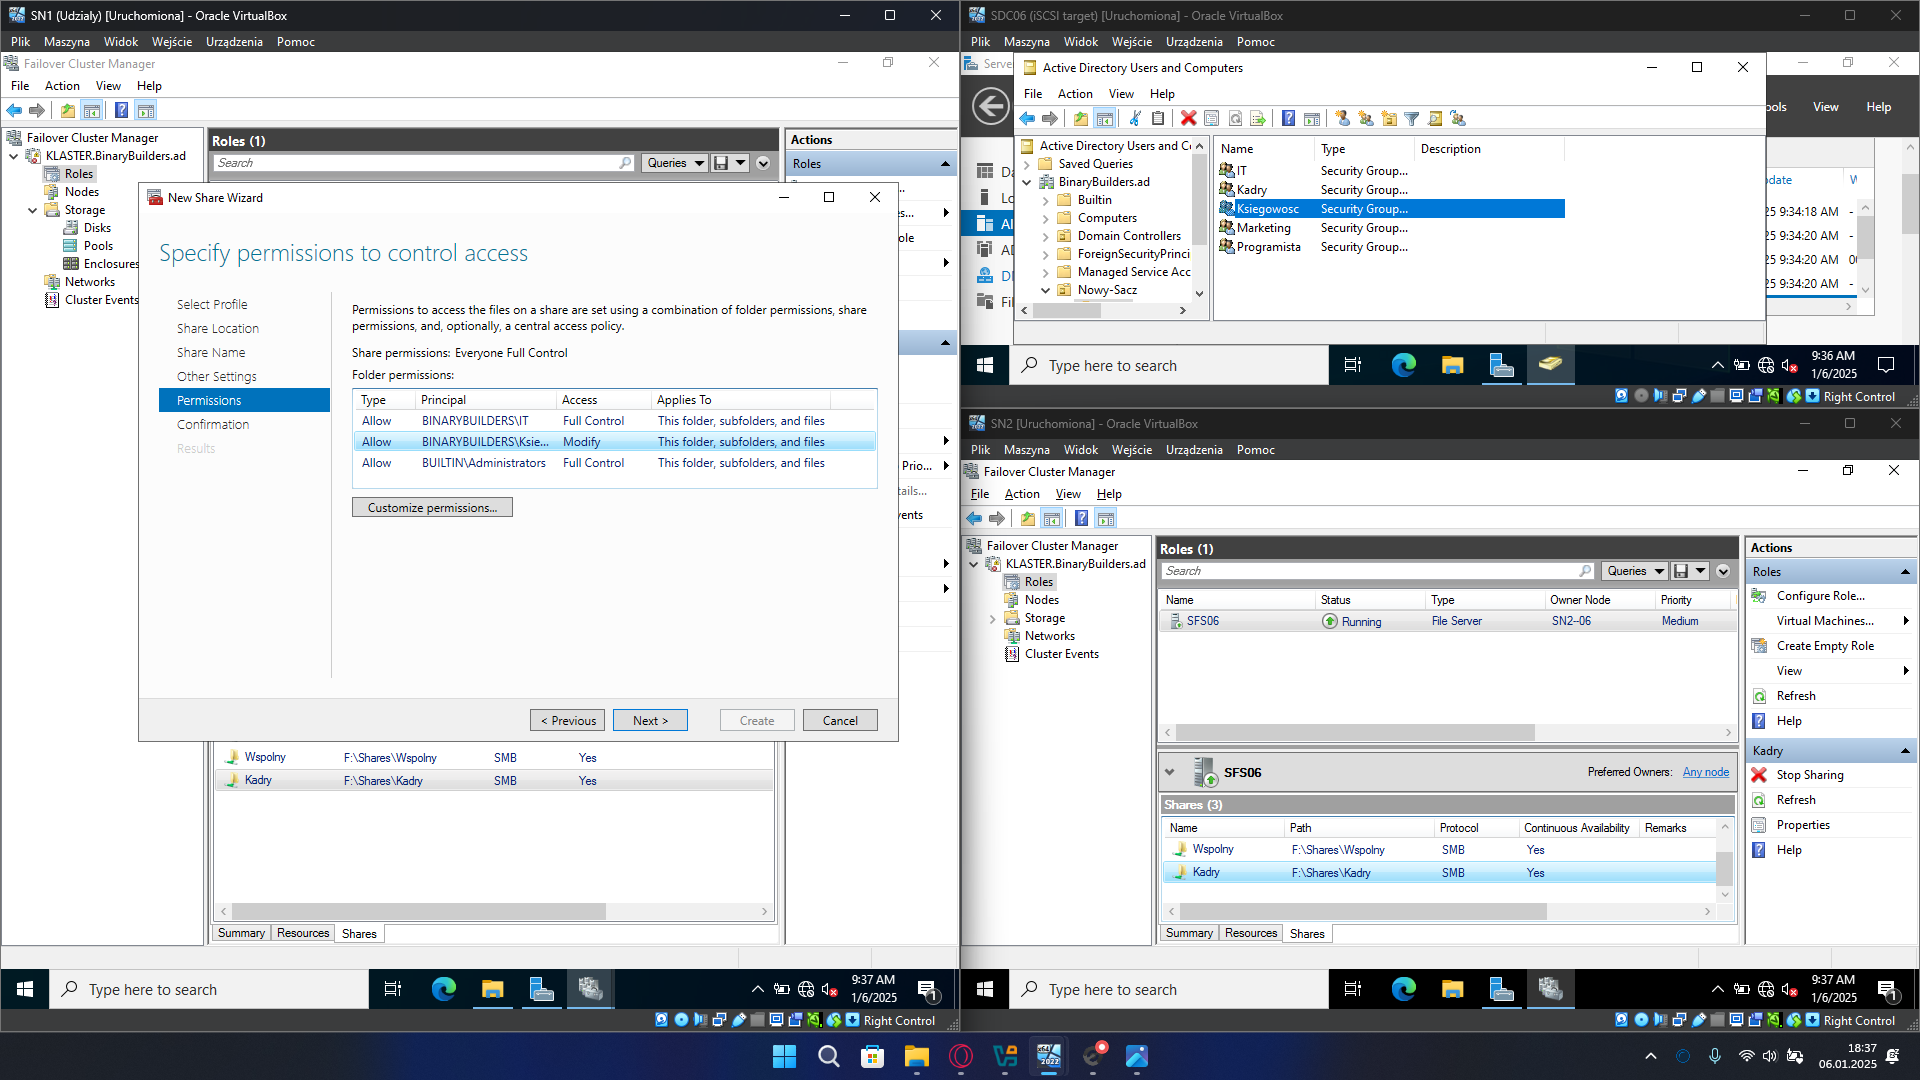 SN1 (Udziały) [Uruchomiona] - Oracle VirtualBox
Plik Maszyna Widok Wejście Urządzenia Pomoc
Failover Cluster Manager
File Action View Help
Failover Cluster Manager
KLASTER.BinaryBuilders.ad
Roles
Nodes
Storage
Disks
Pools
Enclosures
Networks
Cluster Events
Roles (1)
Search
Queries
Actions
Roles
New Share Wizard
Specify permissions to control access
Select Profile
Share Location
Share Name
Other Settings
Permissions
Confirmation
Results
Permissions to access the files on a share are set using a combination of folder permissions, share
permissions, and, optionally, a central access policy.
Share permissions: Everyone Full Control
Folder permissions:
Type Principal Access Applies To
Allow BINARYBUILDERS\IT Full Control This folder, subfolders, and files
Allow BINARYBUILDERS\Ksie... Modify This folder, subfolders, and files
Allow BUILTIN\Administrators Full Control This folder, subfolders, and files
Customize permissions...
< Previous Next > Create Cancel
Wspolny F:\Shares\Wspolny SMB Yes
Kadry F:\Shares\Kadry SMB Yes
Summary Resources Shares
Type here to search
9:37 AM
1/6/2025
1
Right Control
SDC06 (iSCSI target) [Uruchomiona] - Oracle VirtualBox
Plik Maszyna Widok Wejście Urządzenia Pomoc
Serve
Active Directory Users and Computers
File Action View Help
ools View Help
Active Directory Users and C
Saved Queries
BinaryBuilders.ad
Builtin
Computers
Domain Controllers
ForeignSecurityPrinci
Managed Service Acc
Nowy-Sacz
Name Type Description
IT Security Group...
Kadry Security Group...
Ksiegowosc Security Group...
Marketing Security Group...
Programista Security Group...
25 9:34:18 AM -
25 9:34:20 AM -
25 9:34:20 AM
25 9:34:20 AM -
Type here to search
9:36 AM
1/6/2025
Right Control
SN2 [Uruchomiona] - Oracle VirtualBox
Plik Maszyna Widok Wejście Urządzenia Pomoc
Failover Cluster Manager
File Action View Help
Failover Cluster Manager
KLASTER.BinaryBuilders.ad
Roles
Nodes
Storage
Networks
Cluster Events
Roles (1)
Search
Queries
Name Status Type Owner Node Priority
SFS06 Running File Server SN2--06 Medium
SFS06
Preferred Owners: Any node
Shares (3)
Name Path Protocol Continuous Availability Remarks
Wspolny F:\Shares\Wspolny SMB Yes
Kadry F:\Shares\Kadry SMB Yes
Summary Resources Shares
Actions
Roles
Configure Role...
Virtual Machines...
Create Empty Role
View
Refresh
Help
Kadry
Stop Sharing
Refresh
Properties
Help
Type here to search
9:37 AM
1/6/2025
1
Right Control
18:37
06.01.2025